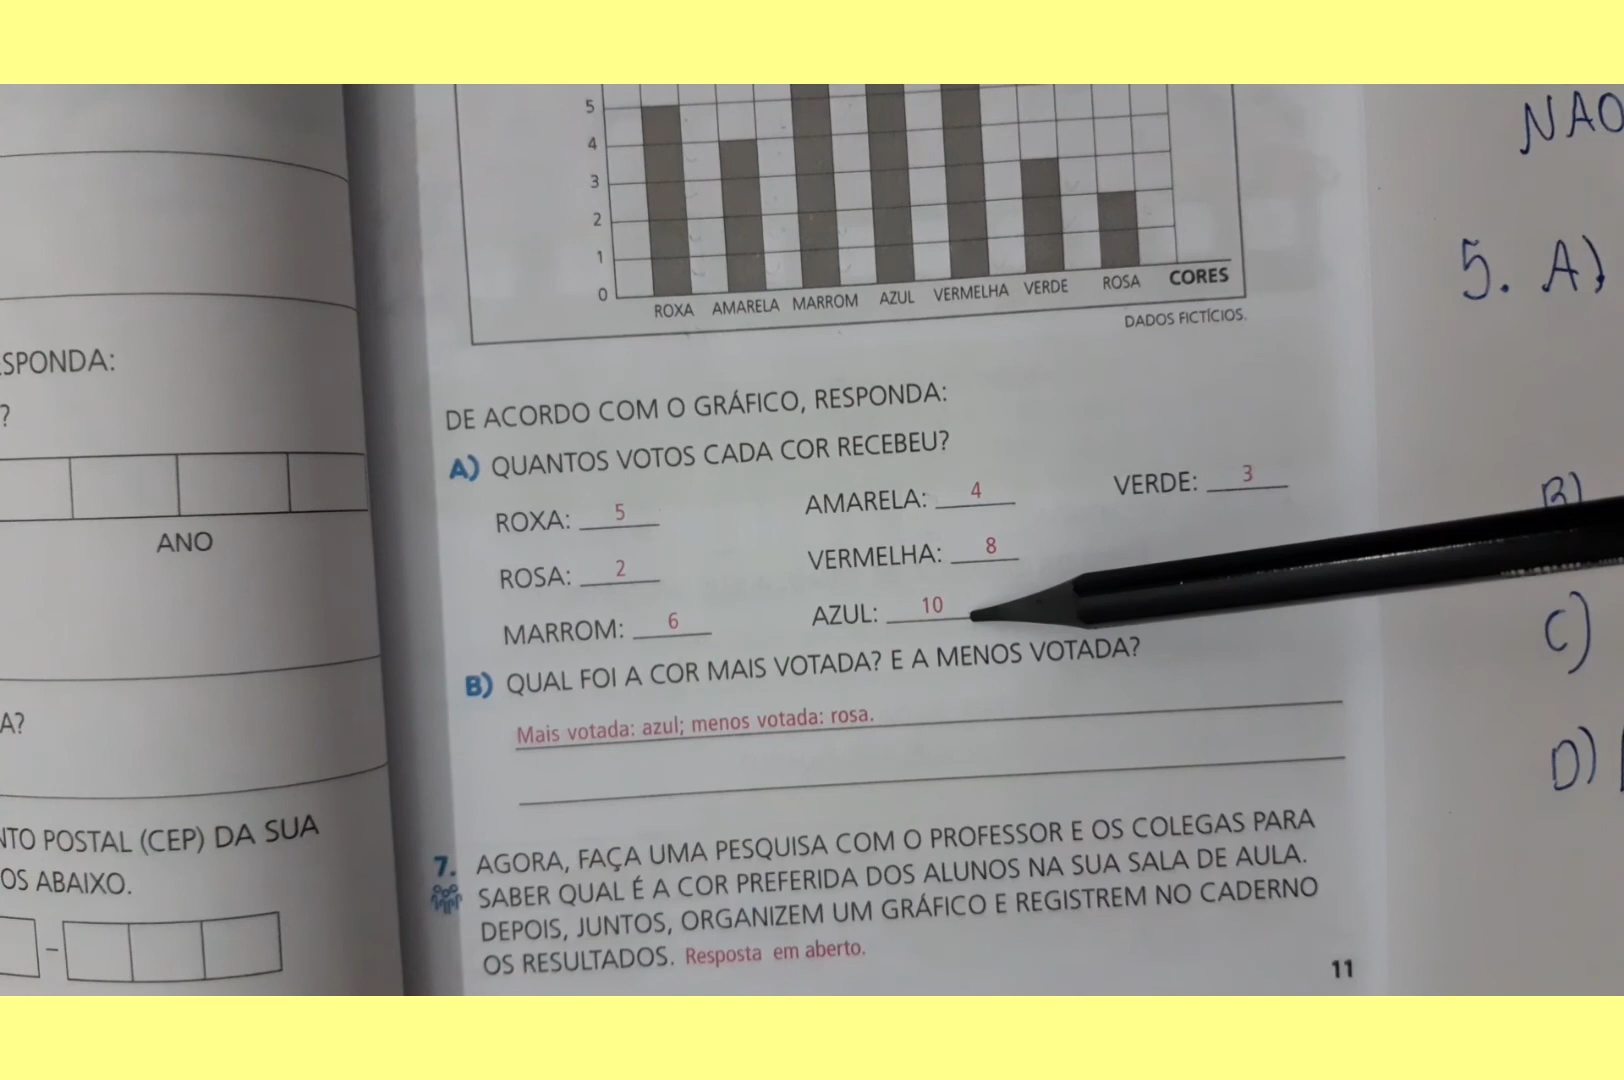 NAO
5
4
3
2
1
0
ROXA AMARELA MARROM AZUL VERMELHA VERDE ROSA CORES
DADOS FICTÍCIOS.
5. A)
SPONDA:
?
DE ACORDO COM O GRÁFICO, RESPONDA:
A) QUANTOS VOTOS CADA COR RECEBEU?
ROXA: 5 AMARELA: 4 VERDE: 3
ROSA: 2 VERMELHA: 8
MARROM: 6 AZUL: 10
B) QUAL FOI A COR MAIS VOTADA? E A MENOS VOTADA?
Mais votada: azul; menos votada: rosa.
7. AGORA, FAÇA UMA PESQUISA COM O PROFESSOR E OS COLEGAS PARA
SABER QUAL É A COR PREFERIDA DOS ALUNOS NA SUA SALA DE AULA.
DEPOIS, JUNTOS, ORGANIZEM UM GRÁFICO E REGISTREM NO CADERNO
OS RESULTADOS. Resposta em aberto.
11
ANO
A?
NTO POSTAL (CEP) DA SUA
OS ABAIXO.
–
B)
C)
D)